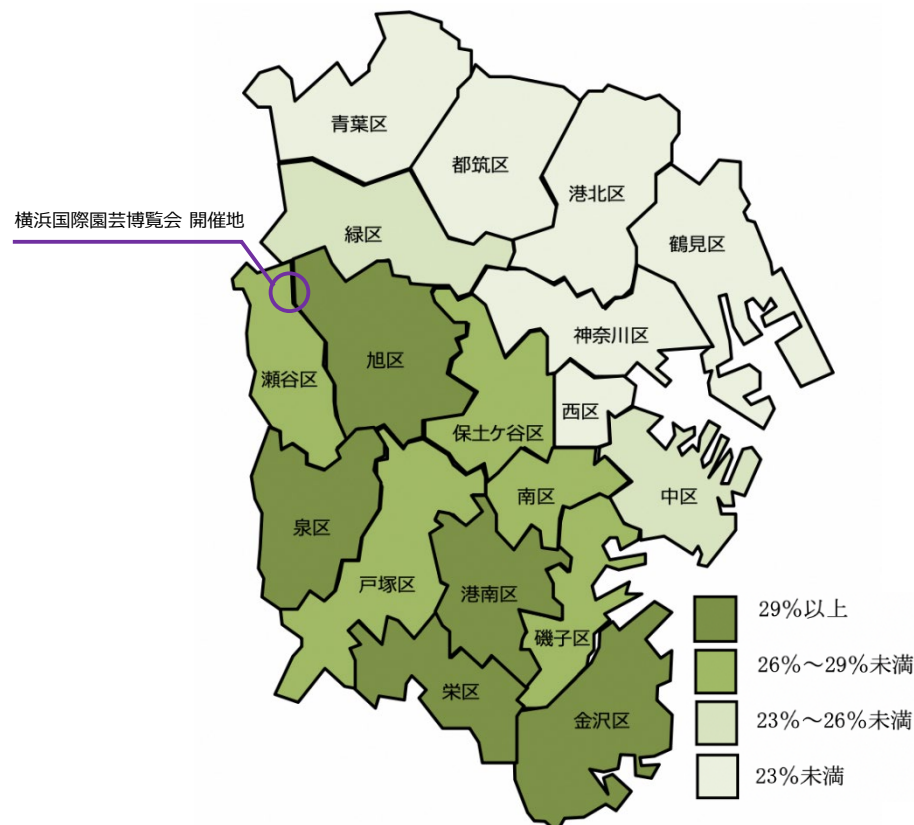 青葉区
都筑区
港北区
横浜国際園芸博覧会 開催地
緑区
鶴見区
神奈川区
旭区
瀬谷区
西区
保土ケ谷区
南区
中区
泉区
戸塚区
港南区
磯子区
栄区
金沢区
29%以上
26%～29%未満
23%～26%未満
23%未満